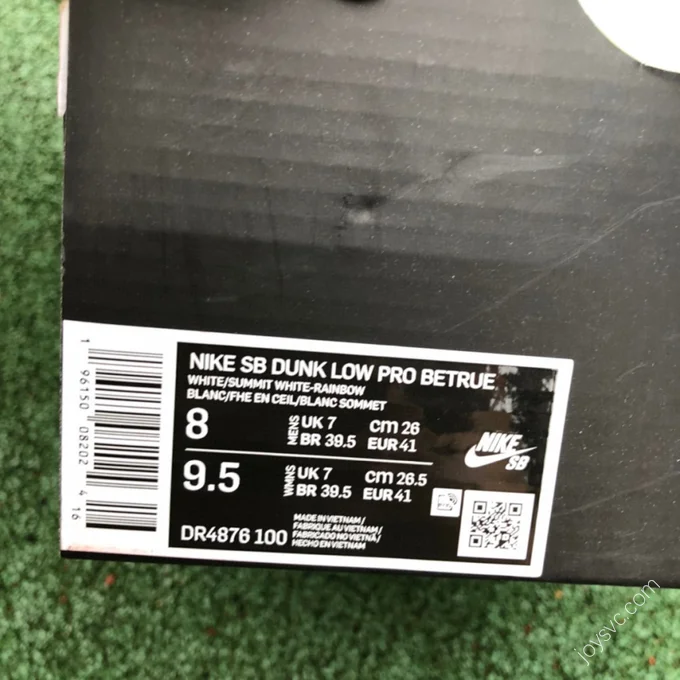 NIKE SB DUNK LOW PRO BETRUE
WHITE/SUMMIT WHITE-RAINBOW
BLANC/FHE EN CEIL/BLANC SOMMET
8 MENS UK 7 cm 26
BR 39.5 EUR 41
9.5 WMNS UK 7 cm 26.5
BR 39.5 EUR 41
NIKE
SB
DR4876 100
MADE IN VIETNAM/
FABRIQUE AU VIETNAM/
FABRICADO NO VIETNÃ/
HECHO EN VIETNAM
1 96150 08202 4 16
joysvc.com